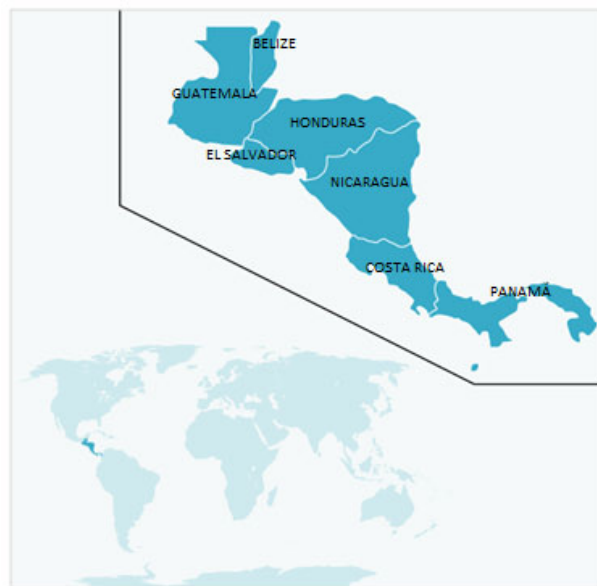 BELIZE
GUATEMALA
HONDURAS
EL SALVADOR
NICARAGUA
COSTA RICA
PANAMA